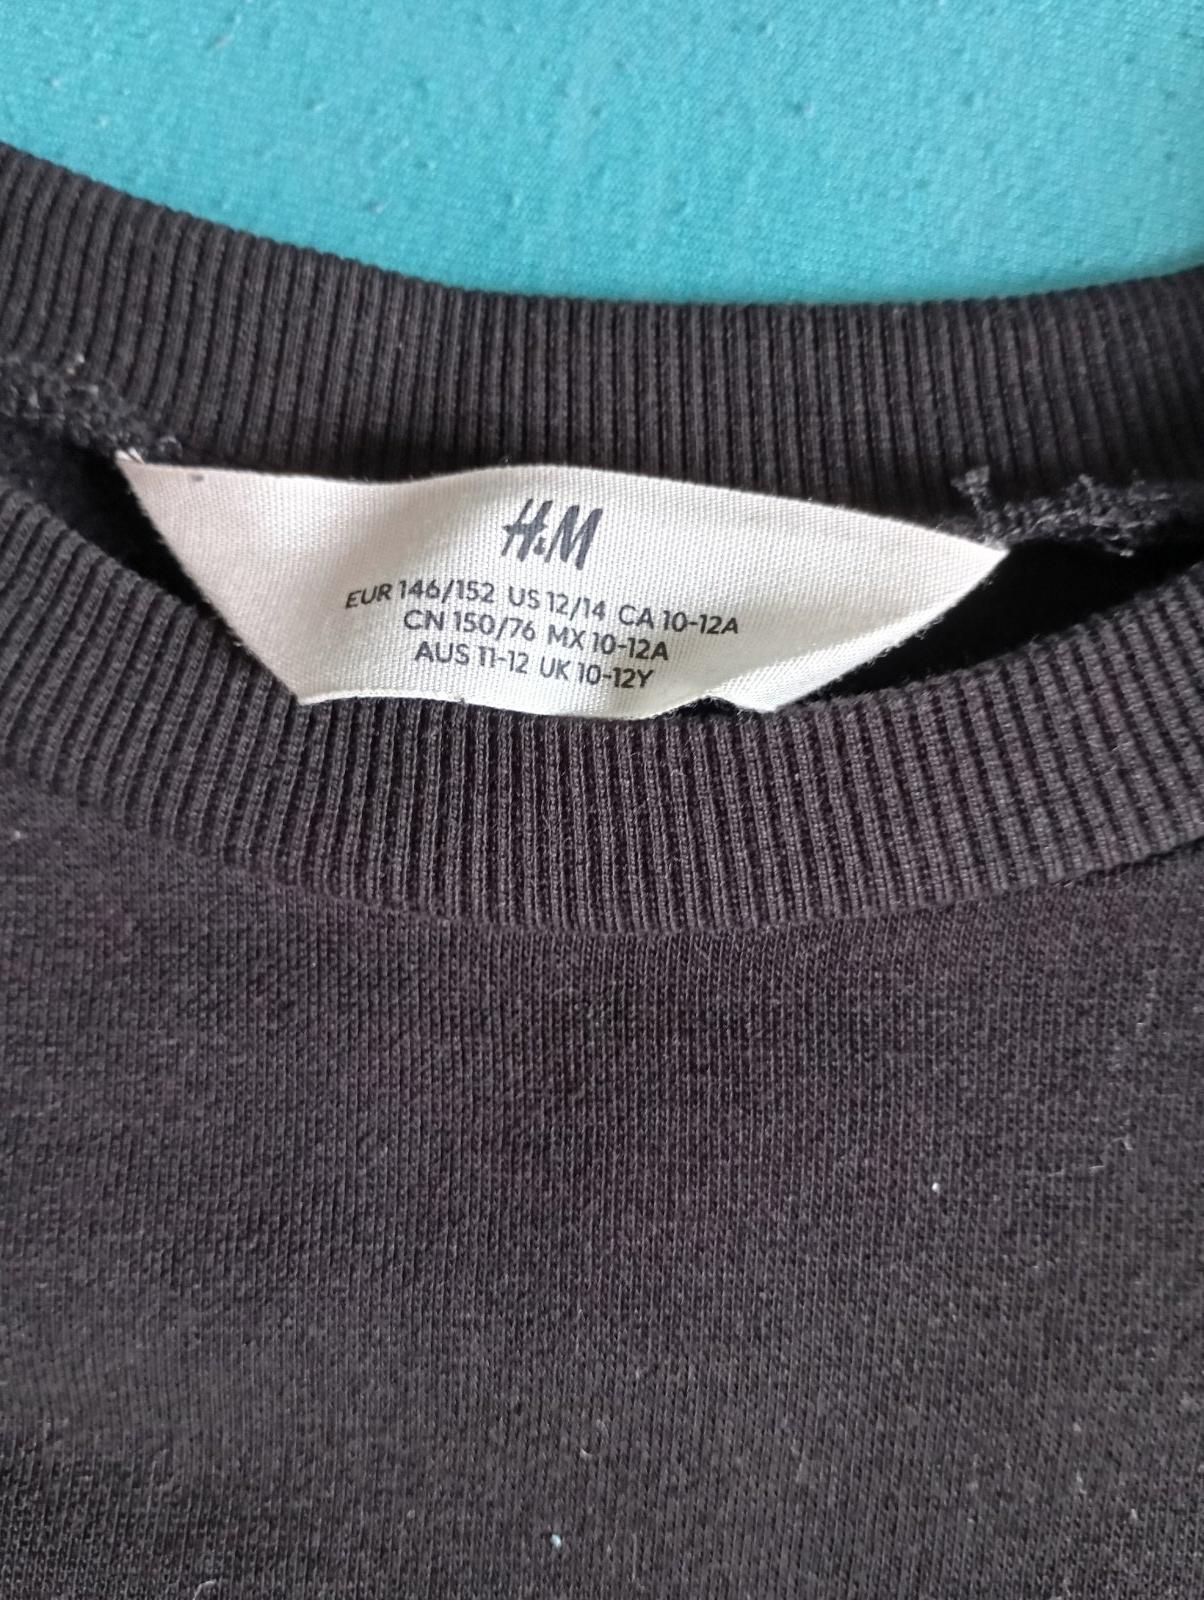 H&M
EUR 146/152 US 12/14 CA 10-12A
CN 150/76 MX 10-12A
AUS 11-12 UK 10-12Y